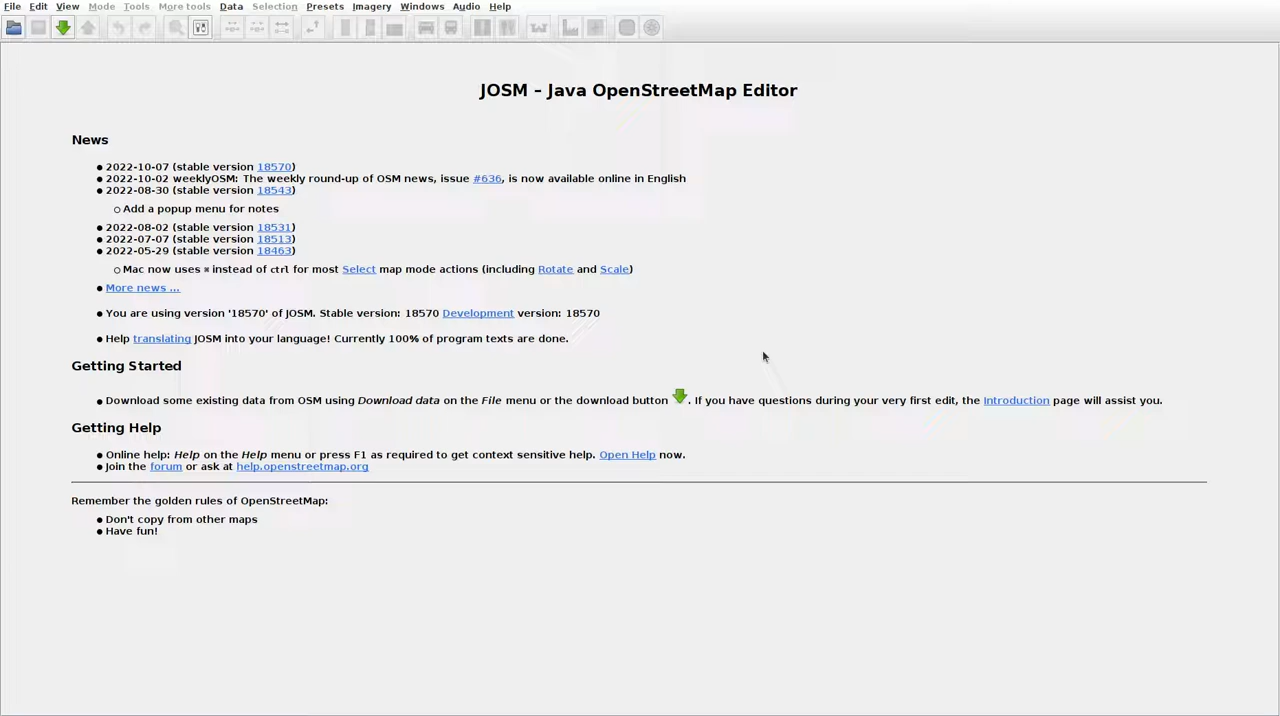 File Edit View Mode Tools More tools Data Selection Presets Imagery Windows Audio Help
JOSM – Java OpenStreetMap Editor
News
● 2022-10-07 (stable version 18570)
● 2022-10-02 weeklyOSM: The weekly round-up of OSM news, issue #636, is now available online in English
● 2022-08-30 (stable version 18543)
○ Add a popup menu for notes
● 2022-08-02 (stable version 18531)
● 2022-07-07 (stable version 18513)
● 2022-05-29 (stable version 18463)
○ Mac now uses ⌘ instead of ctrl for most Select map mode actions (including Rotate and Scale)
● More news ...
● You are using version '18570' of JOSM. Stable version: 18570 Development version: 18570
● Help translating JOSM into your language! Currently 100% of program texts are done.
Getting Started
● Download some existing data from OSM using Download data on the File menu or the download button . If you have questions during your very first edit, the Introduction page will assist you.
Getting Help
● Online help: Help on the Help menu or press F1 as required to get context sensitive help. Open Help now.
● Join the forum or ask at help.openstreetmap.org
Remember the golden rules of OpenStreetMap:
● Don't copy from other maps
● Have fun!